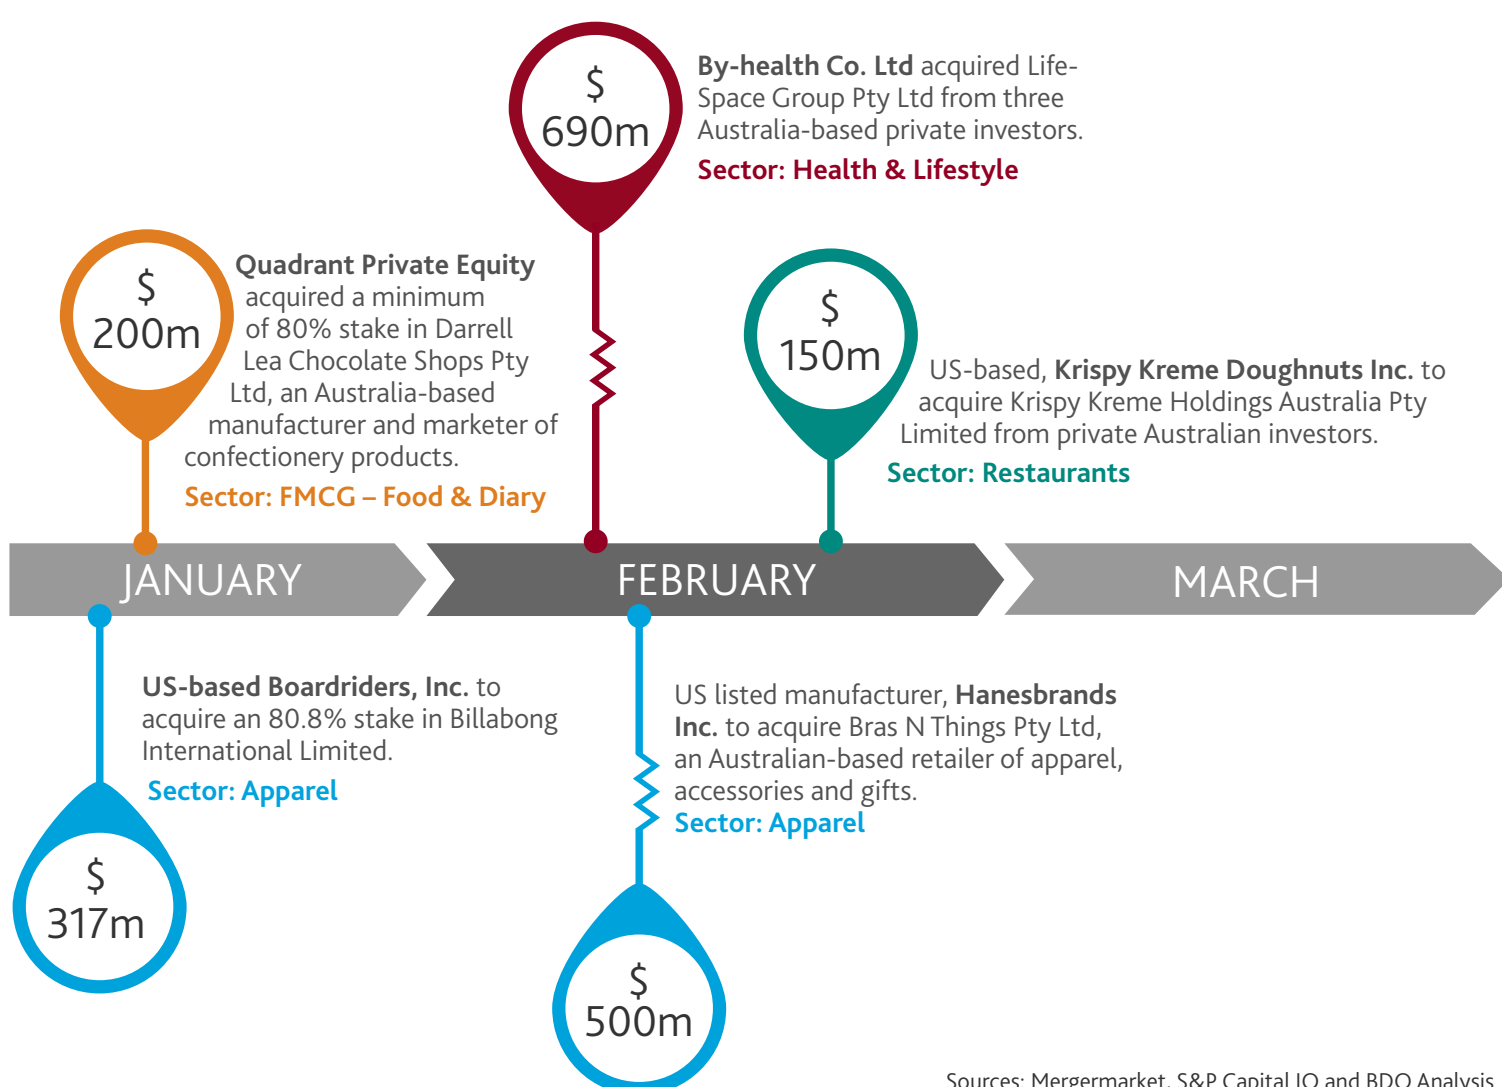 $
690m
By-health Co. Ltd acquired Life-
Space Group Pty Ltd from three
Australia-based private investors.
Sector: Health & Lifestyle
$
200m
Quadrant Private Equity
acquired a minimum
of 80% stake in Darrell
Lea Chocolate Shops Pty
Ltd, an Australia-based
manufacturer and marketer of
confectionery products.
Sector: FMCG – Food & Diary
$
150m
US-based, Krispy Kreme Doughnuts Inc. to
acquire Krispy Kreme Holdings Australia Pty
Limited from private Australian investors.
Sector: Restaurants
JANUARY
FEBRUARY
MARCH
US-based Boardriders, Inc. to
acquire an 80.8% stake in Billabong
International Limited.
Sector: Apparel
$
317m
US listed manufacturer, Hanesbrands
Inc. to acquire Bras N Things Pty Ltd,
an Australian-based retailer of apparel,
accessories and gifts.
Sector: Apparel
$
500m
Sources: Mergermarket, S&P Capital IQ and BDO Analysis